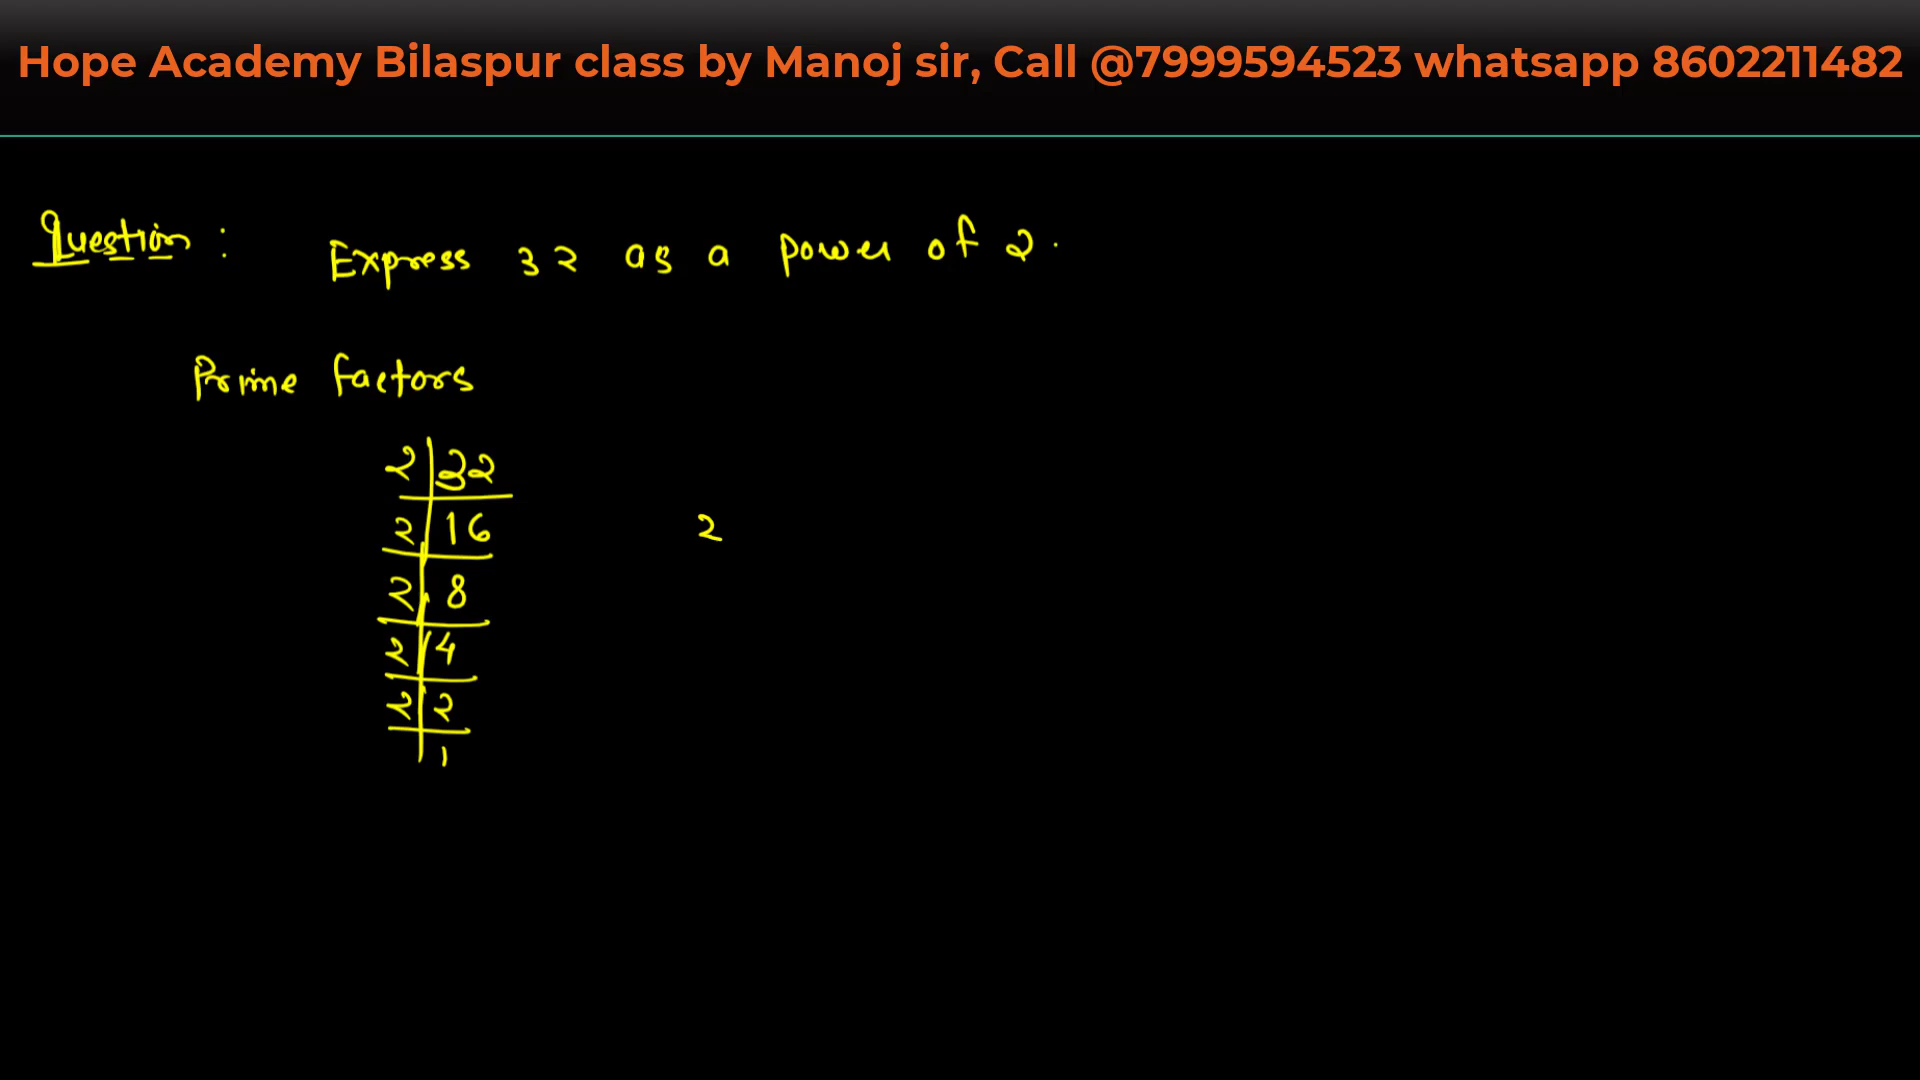 Hope Academy Bilaspur class by Manoj sir, Call @7999594523 whatsapp 8602211482
Question : Express 32 as a power of 2.
Prime factors
2 | 32
2 | 16 2
2 | 8
2 | 4
2 | 2
| 1